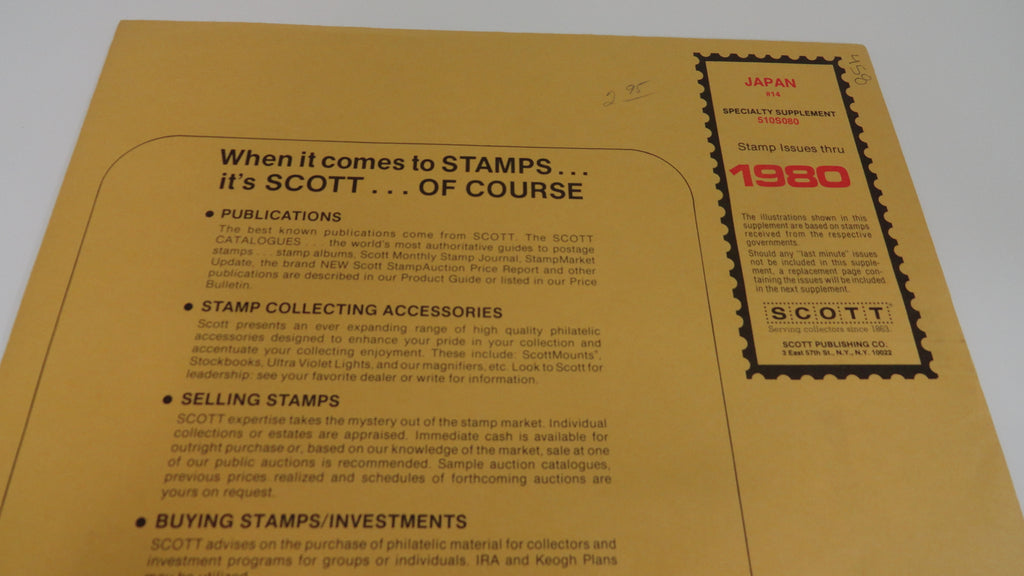 2 95
458
JAPAN
#14
SPECIALTY SUPPLEMENT
510S080
Stamp Issues thru
1980
The illustrations shown in this
supplement are based on stamps
received from the respective
governments.
Should any "last minute" issues
not be included in this supple-
ment, a replacement page con-
taining the issues will be included
in the next supplement.
SCOTT
Serving collectors since 1863.
SCOTT PUBLISHING CO.
3 East 57th St., N.Y., N.Y. 10022
When it comes to STAMPS . . .
it's SCOTT . . . OF COURSE
• PUBLICATIONS
The best known publications come from SCOTT. The SCOTT
CATALOGUES . . . the world's most authoritative guides to postage
stamps . . . stamp albums, Scott Monthly Stamp Journal, StampMarket
Update, the brand NEW Scott StampAuction Price Report and other
publications are described in our Product Guide or listed in our Price
Bulletin.
• STAMP COLLECTING ACCESSORIES
Scott presents an ever expanding range of high quality philatelic
accessories designed to enhance your pride in your collection and
accentuate your collecting enjoyment. These include: ScottMounts®,
Stockbooks, Ultra Violet Lights, and our magnifiers, etc. Look to Scott for
leadership: see your favorite dealer or write for information.
• SELLING STAMPS
SCOTT expertise takes the mystery out of the stamp market. Individual
collections or estates are appraised. Immediate cash is available for
outright purchase or, based on our knowledge of the market, sale at one
of our public auctions is recommended. Sample auction catalogues,
previous prices realized and schedules of forthcoming auctions are
yours on request.
• BUYING STAMPS/INVESTMENTS
SCOTT advises on the purchase of philatelic material for collectors and
investment programs for groups or individuals. IRA and Keogh Plans
may be utilized